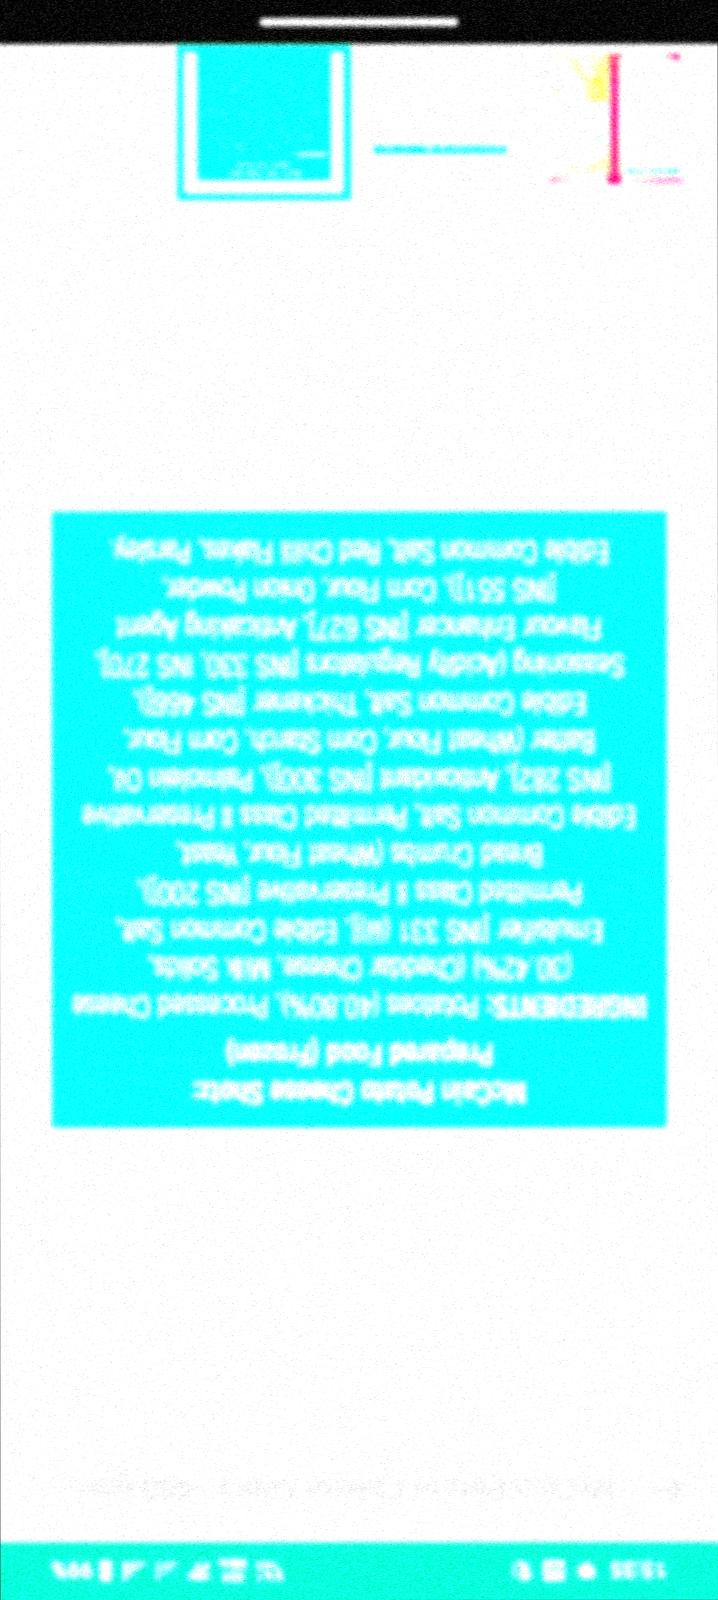 McCain Potato Cheese Shotz:
Prepared Food (Frozen)
INGREDIENTS: Potatoes (40.80%), Processed Cheese
(30.42%) (Cheddar Cheese, Milk Solids,
Emulsifier [INS 331 (iii)], Edible Common Salt,
Permitted Class II Preservative [INS 200]),
Bread Crumbs (Wheat Flour, Yeast,
Edible Common Salt, Permitted Class II Preservative
[INS 282], Antioxidant [INS 300]), Palmolein Oil,
Batter (Wheat Flour, Corn Starch, Corn Flour,
Edible Common Salt, Thickener [INS 466]),
Seasoning (Acidity Regulators [INS 330, INS 270],
Flavour Enhancer [INS 627], Anticaking Agent
[INS 551]), Corn Flour, Onion Powder,
Edible Common Salt, Red Chilli Flakes, Parsley.